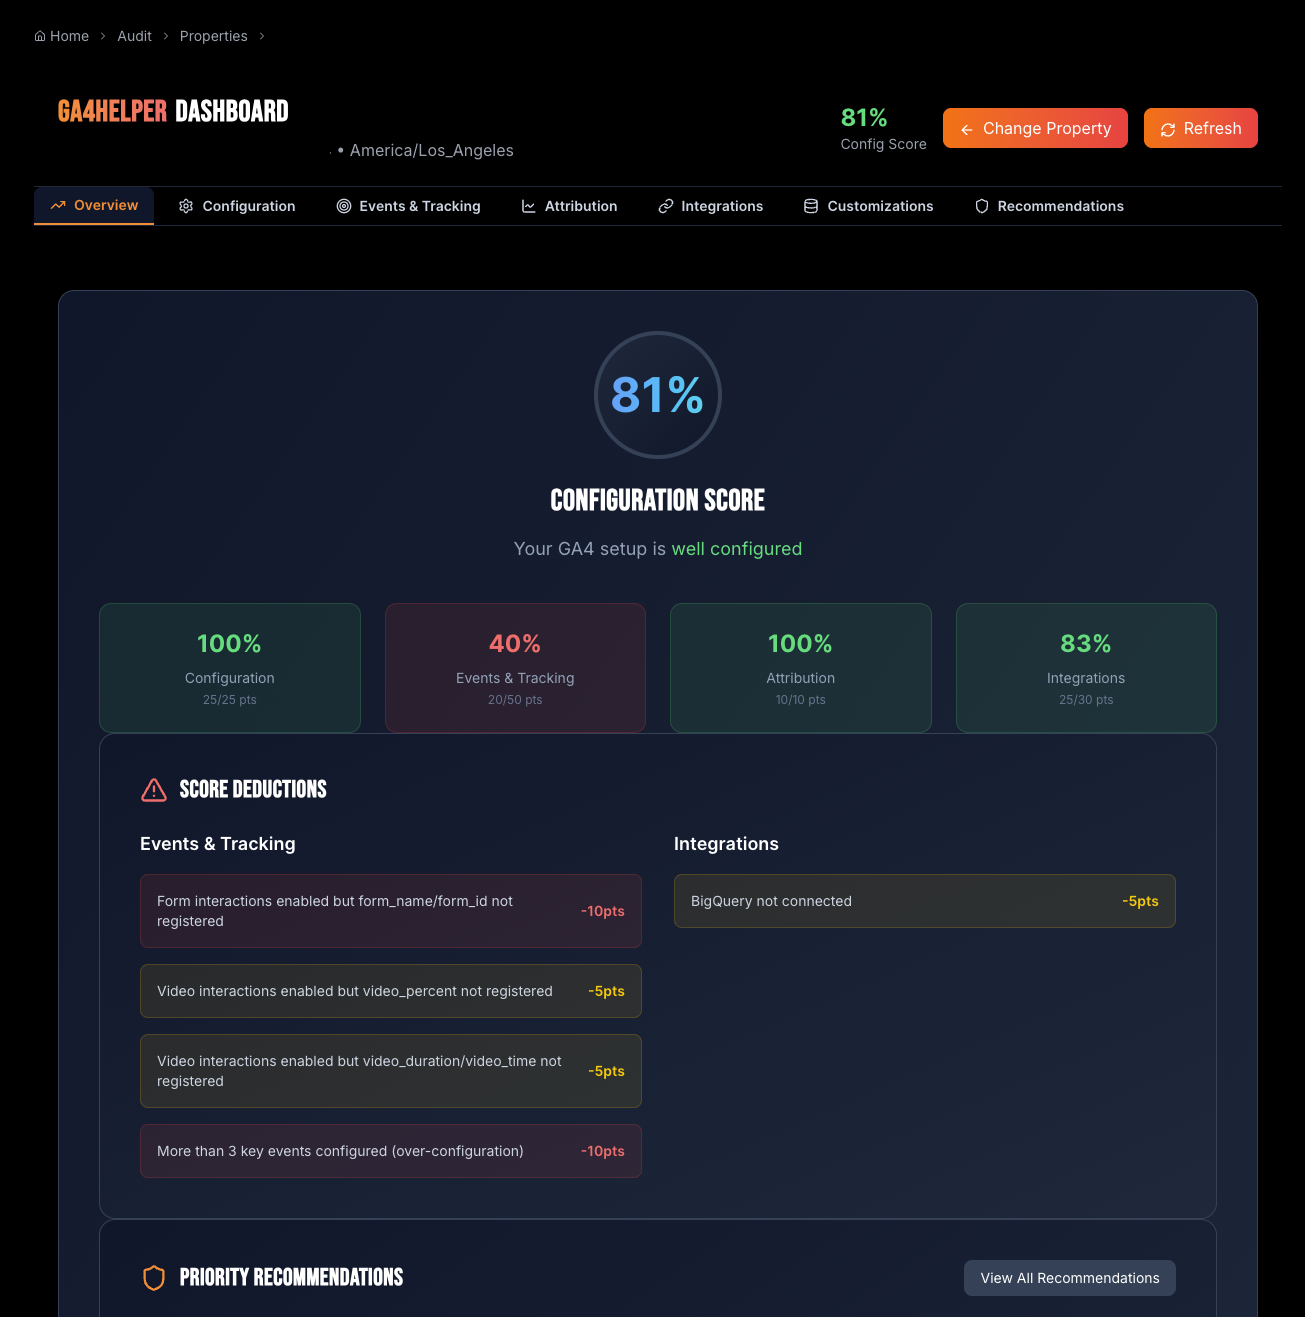 Home > Audit > Properties >
GA4HELPER DASHBOARD
• America/Los_Angeles
81%
Config Score
Change Property
Refresh
Overview
Configuration
Events & Tracking
Attribution
Integrations
Customizations
Recommendations
81%
CONFIGURATION SCORE
Your GA4 setup is well configured
100%
Configuration
25/25 pts
40%
Events & Tracking
20/50 pts
100%
Attribution
10/10 pts
83%
Integrations
25/30 pts
SCORE DEDUCTIONS
Events & Tracking
Form interactions enabled but form_name/form_id not
registered
-10pts
Video interactions enabled but video_percent not registered
-5pts
Video interactions enabled but video_duration/video_time not
registered
-5pts
More than 3 key events configured (over-configuration)
-10pts
Integrations
BigQuery not connected
-5pts
PRIORITY RECOMMENDATIONS
View All Recommendations